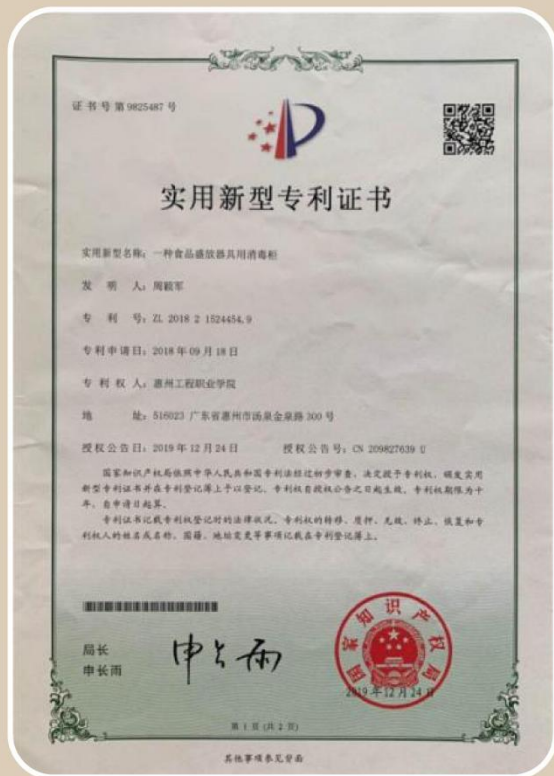 证书号第9825487号
实用新型专利证书
实用新型名称：一种食品盛放器具用消毒柜
发 明 人：周颖军
专 利 号：ZL 2018 2 1524454.9
专利申请日：2018年09月18日
专 利 权 人：惠州工程职业学院
地 址：516023 广东省惠州市汤泉金泉路300号
授权公告日：2019年12月24日 授权公告号：CN 209827639 U
国家知识产权局依照中华人民共和国专利法经过初步审查，决定授予专利权，颁发实用
新型专利证书并在专利登记簿上予以登记。专利权自授权公告之日起生效。专利权期限为十
年，自申请日起算。
专利证书记载专利权登记时的法律状况。专利权的转移、质押、无效、终止、恢复和专
利权人的姓名或名称、国籍、地址变更等事项记载在专利登记簿上。
局长
申长雨
申长雨
国家知识产权局
2019年12月24日
第 1 页 (共 2 页)
其他事项参见背面